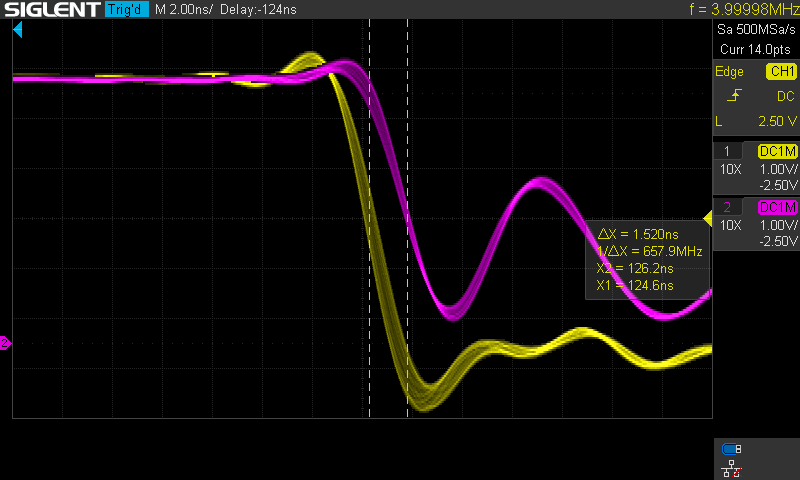 SIGLENT Trig'd M 2.00ns/ Delay:-124ns f = 3.99998MHz
Sa 500MSa/s
Curr 14.0pts
Edge CH1
DC
L 2.50 V
1 DC1M
10X 1.00V/
-2.50V
2 DC1M
10X 1.00V/
-2.50V
ΔX = 1.520ns
1/ΔX = 657.9MHz
X2 = 126.2ns
X1 = 124.6ns
2